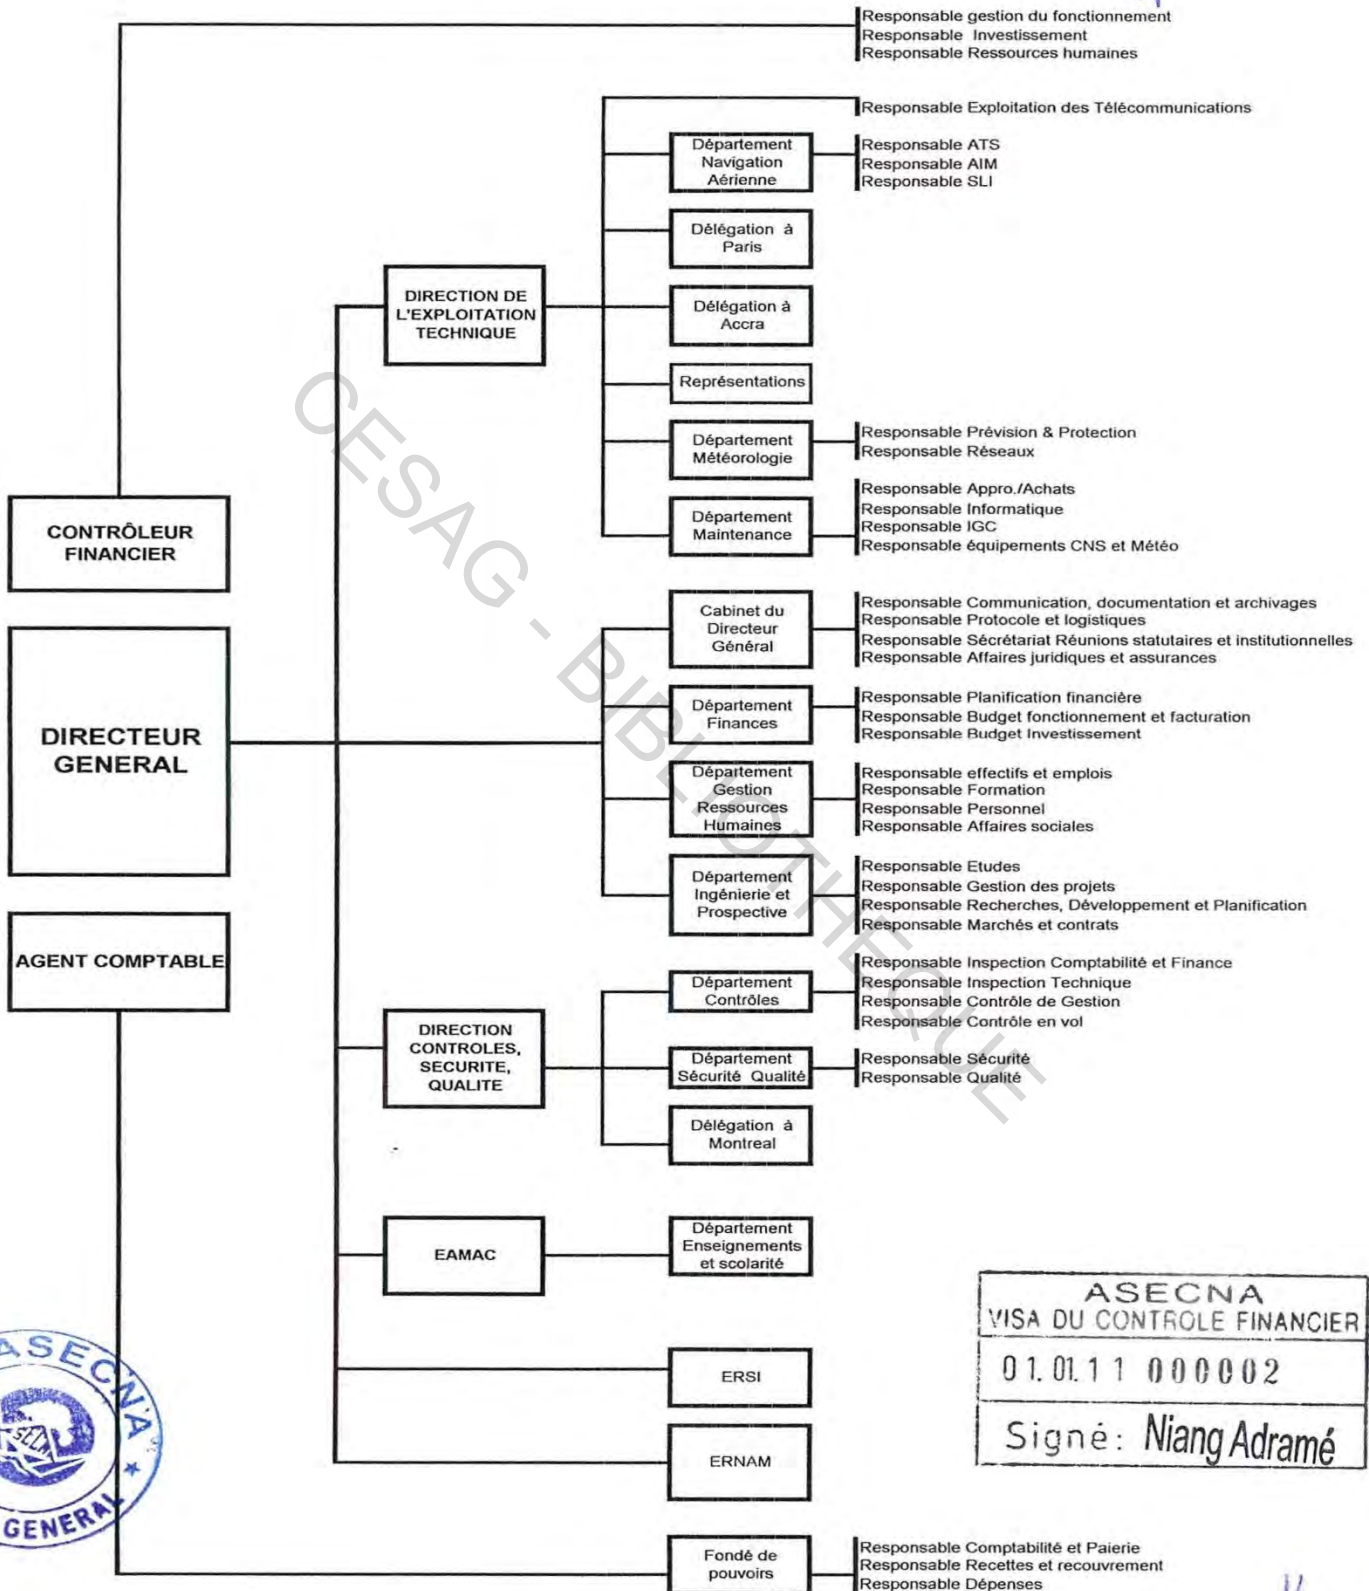 Responsable gestion du fonctionnement
Responsable Investissement
Responsable Ressources humaines
Responsable Exploitation des Télécommunications
Département
Navigation
Aérienne
Responsable ATS
Responsable AIM
Responsable SLI
Délégation à
Paris
DIRECTION DE
L'EXPLOITATION
TECHNIQUE
Délégation à
Accra
Représentations
Département
Météorologie
Responsable Prévision & Protection
Responsable Réseaux
CONTRÔLEUR
FINANCIER
Département
Maintenance
Responsable Appro./Achats
Responsable Informatique
Responsable IGC
Responsable équipements CNS et Météo
Cabinet du
Directeur
Général
Responsable Communication, documentation et archivages
Responsable Protocole et logistiques
Responsable Sécrétariat Réunions statutaires et institutionnelles
Responsable Affaires juridiques et assurances
DIRECTEUR
GENERAL
Département
Finances
Responsable Planification financière
Responsable Budget fonctionnement et facturation
Responsable Budget Investissement
Département
Gestion
Ressources
Humaines
Responsable effectifs et emplois
Responsable Formation
Responsable Personnel
Responsable Affaires sociales
Département
Ingénierie et
Prospective
Responsable Etudes
Responsable Gestion des projets
Responsable Recherches, Développement et Planification
Responsable Marchés et contrats
AGENT COMPTABLE
Département
Contrôles
Responsable Inspection Comptabilité et Finance
Responsable Inspection Technique
Responsable Contrôle de Gestion
Responsable Contrôle en vol
DIRECTION
CONTROLES,
SECURITE,
QUALITE
Département
Sécurité Qualité
Responsable Sécurité
Responsable Qualité
Délégation à
Montreal
EAMAC
Département
Enseignements
et scolarité
ERSI
ERNAM
Fondé de
pouvoirs
Responsable Comptabilité et Paierie
Responsable Recettes et recouvrement
Responsable Dépenses
ASECNA
VISA DU CONTROLE FINANCIER
01.01.11 000002
Signé: Niang Adramé
ASECNA
GENERAL
CESAG - BIBLIOTHEQUE